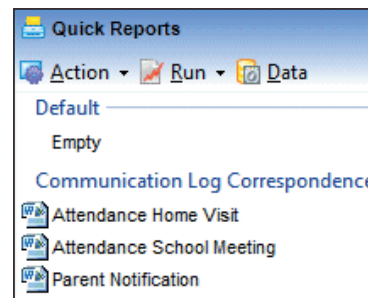 Quick Reports
Action Run Data
Default
Empty
Communication Log Correspondence
Attendance Home Visit
Attendance School Meeting
Parent Notification